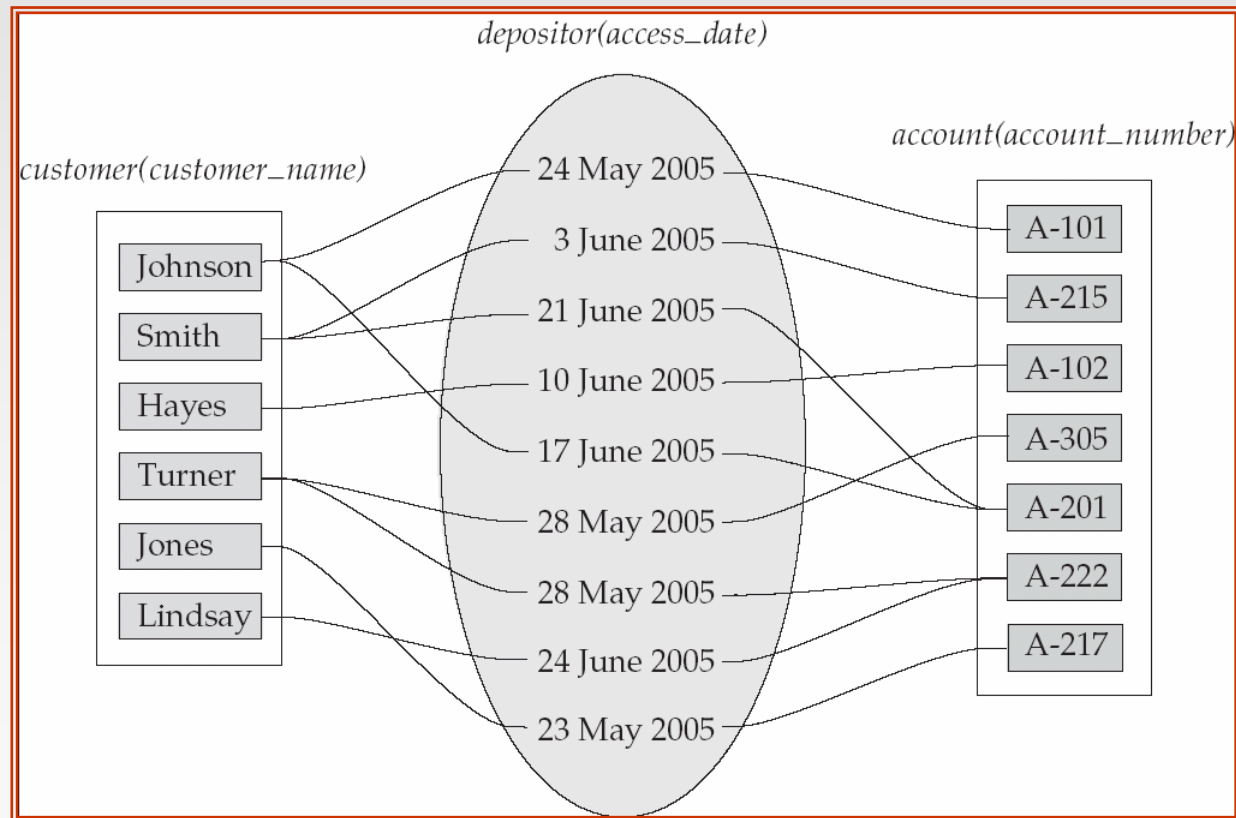 depositor(access_date)
customer(customer_name)
account(account_number)
Johnson
Smith
Hayes
Turner
Jones
Lindsay
24 May 2005
3 June 2005
21 June 2005
10 June 2005
17 June 2005
28 May 2005
28 May 2005
24 June 2005
23 May 2005
A-101
A-215
A-102
A-305
A-201
A-222
A-217